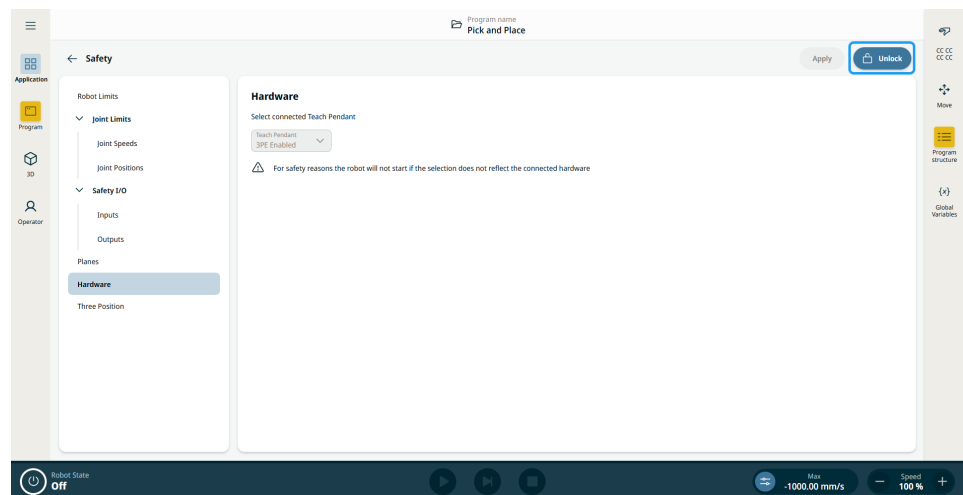 Program name
Pick and Place
Application
Program
3D
Operator
Safety
Apply
Unlock
Robot Limits
Joint Limits
Joint Speeds
Joint Positions
Safety I/O
Inputs
Outputs
Planes
Hardware
Three Position
Hardware
Select connected Teach Pendant
Teach Pendant
3PE Enabled
For safety reasons the robot will not start if the selection does not reflect the connected hardware
CC CC
CC CC
Move
Program
structure
{x}
Global
Variables
Robot State
Off
Max
-1000.00 mm/s
Speed
100 %